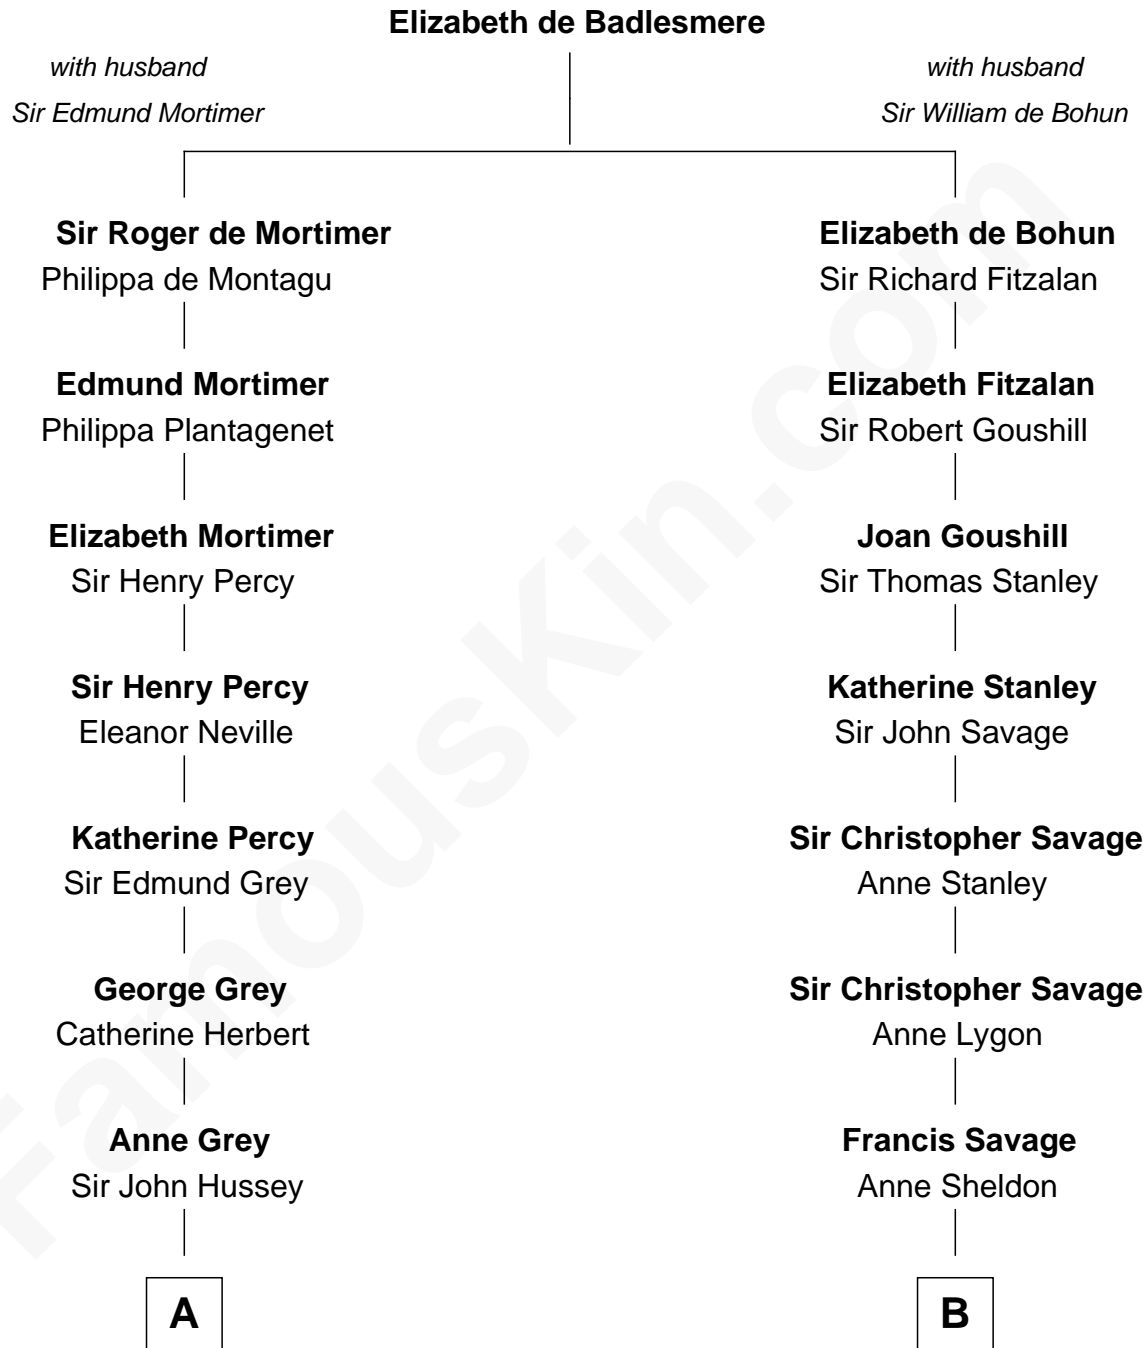 Elizabeth de Badlesmere
with husband
Sir Edmund Mortimer
with husband
Sir William de Bohun
Sir Roger de Mortimer
Philippa de Montagu
Elizabeth de Bohun
Sir Richard Fitzalan
Edmund Mortimer
Philippa Plantagenet
Elizabeth Fitzalan
Sir Robert Goushill
Elizabeth Mortimer
Sir Henry Percy
Joan Goushill
Sir Thomas Stanley
Sir Henry Percy
Eleanor Neville
Katherine Stanley
Sir John Savage
Katherine Percy
Sir Edmund Grey
Sir Christopher Savage
Anne Stanley
George Grey
Catherine Herbert
Sir Christopher Savage
Anne Lygon
Anne Grey
Sir John Hussey
Francis Savage
Anne Sheldon
A
B
FamousKin.com